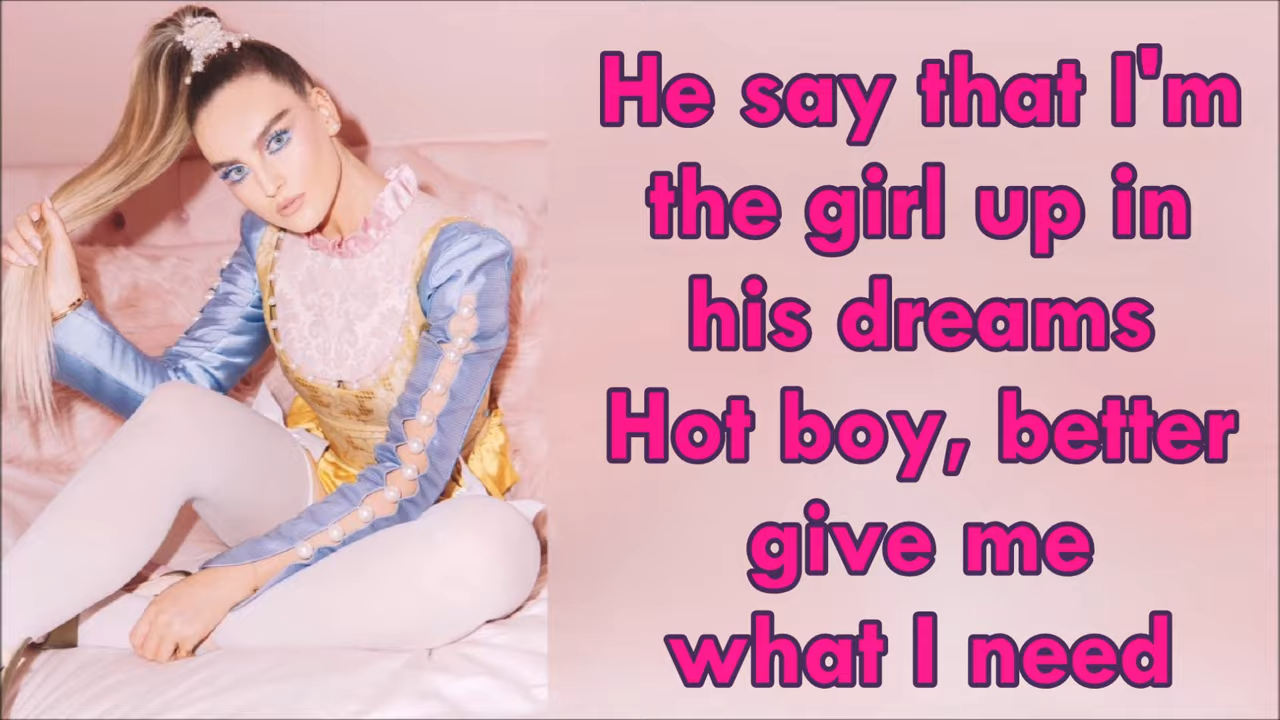 He say that I'm
the girl up in
his dreams
Hot boy, better
give me
what I need